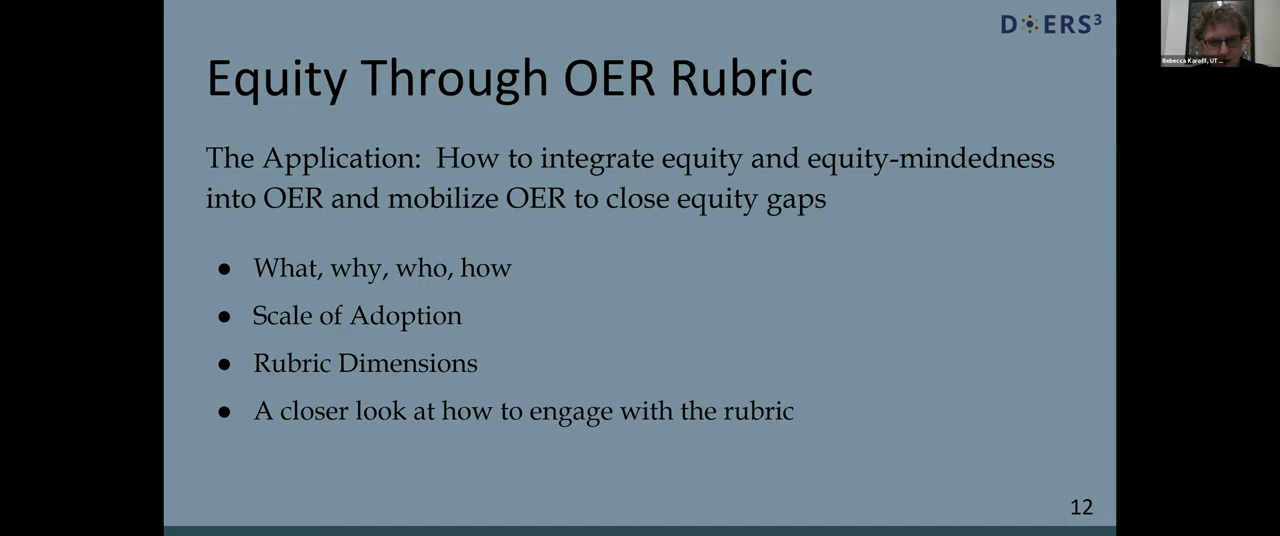 DOERS³
Equity Through OER Rubric
Rebecca Karoff, UT ...
The Application: How to integrate equity and equity-mindedness
into OER and mobilize OER to close equity gaps
● What, why, who, how
● Scale of Adoption
● Rubric Dimensions
● A closer look at how to engage with the rubric
12